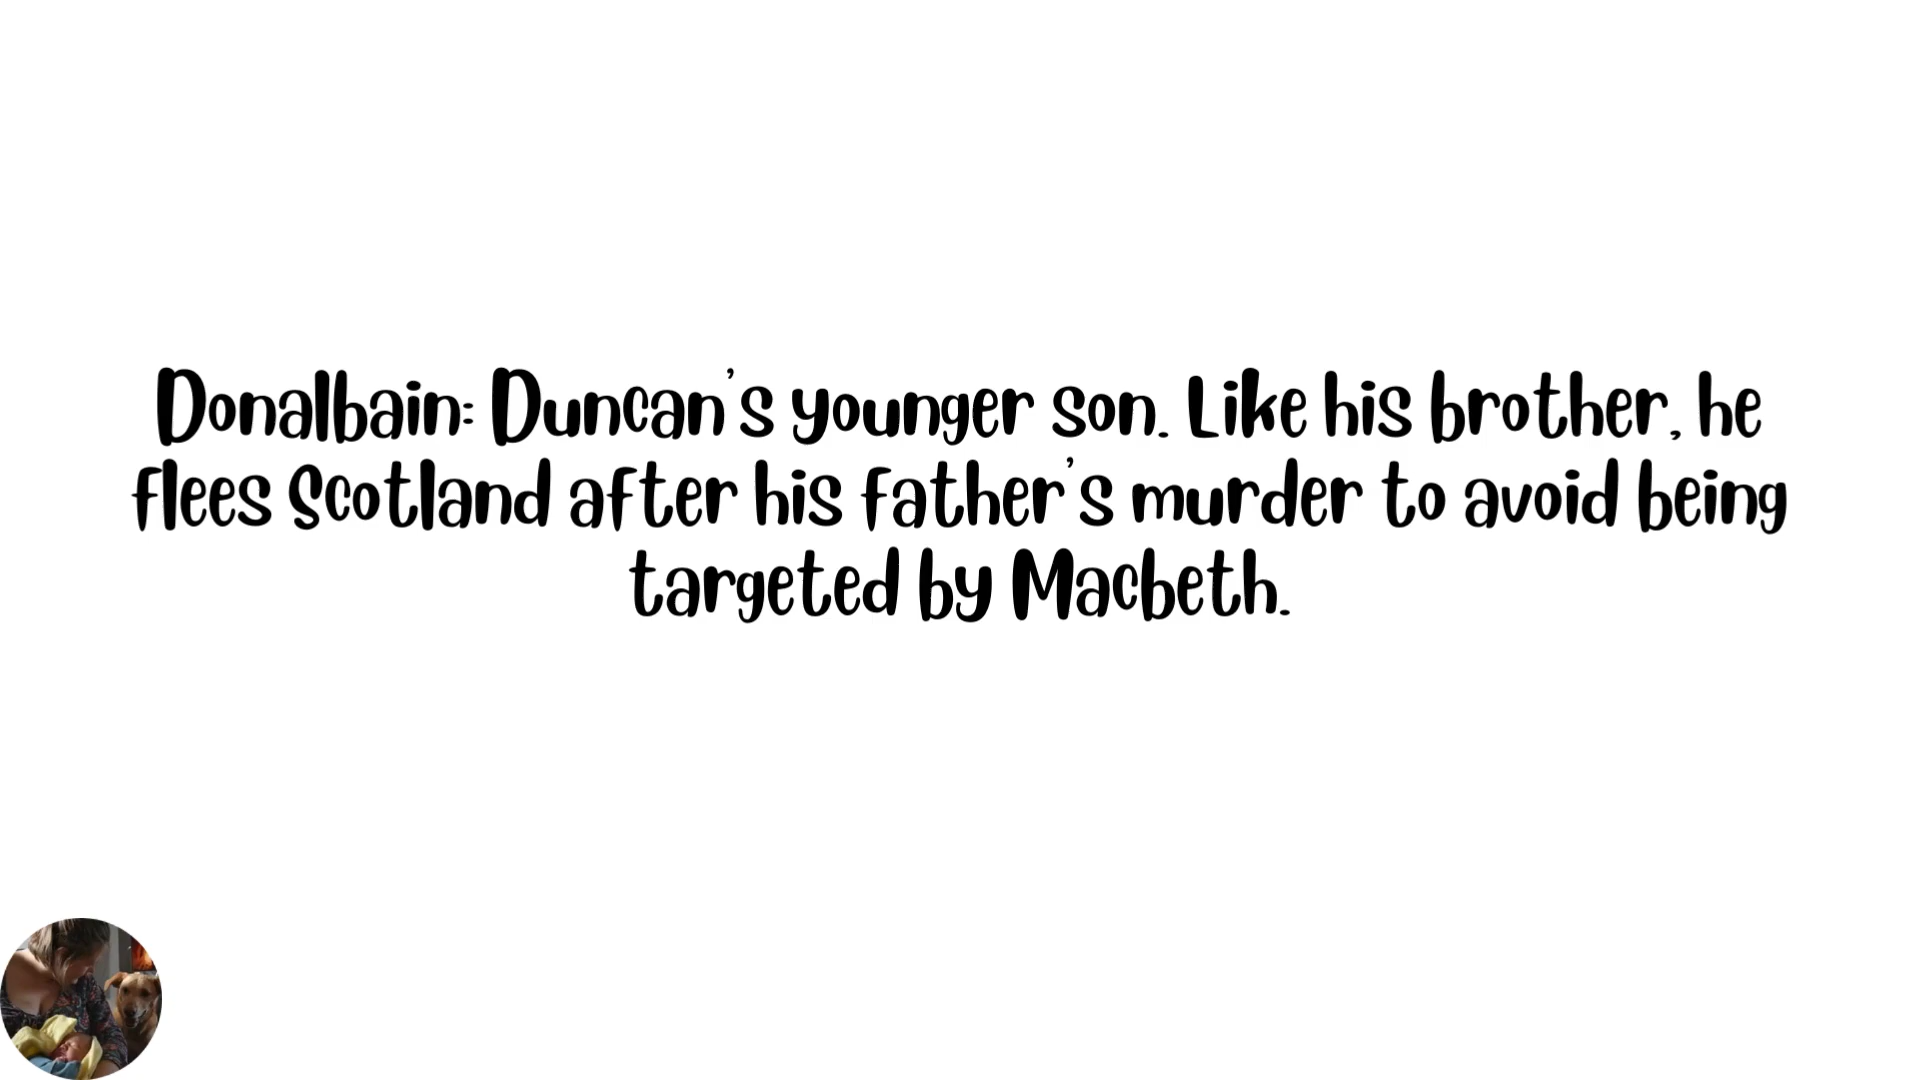 Donalbain: Duncan's younger son. Like his brother, he
flees Scotland after his father's murder to avoid being
targeted by Macbeth.